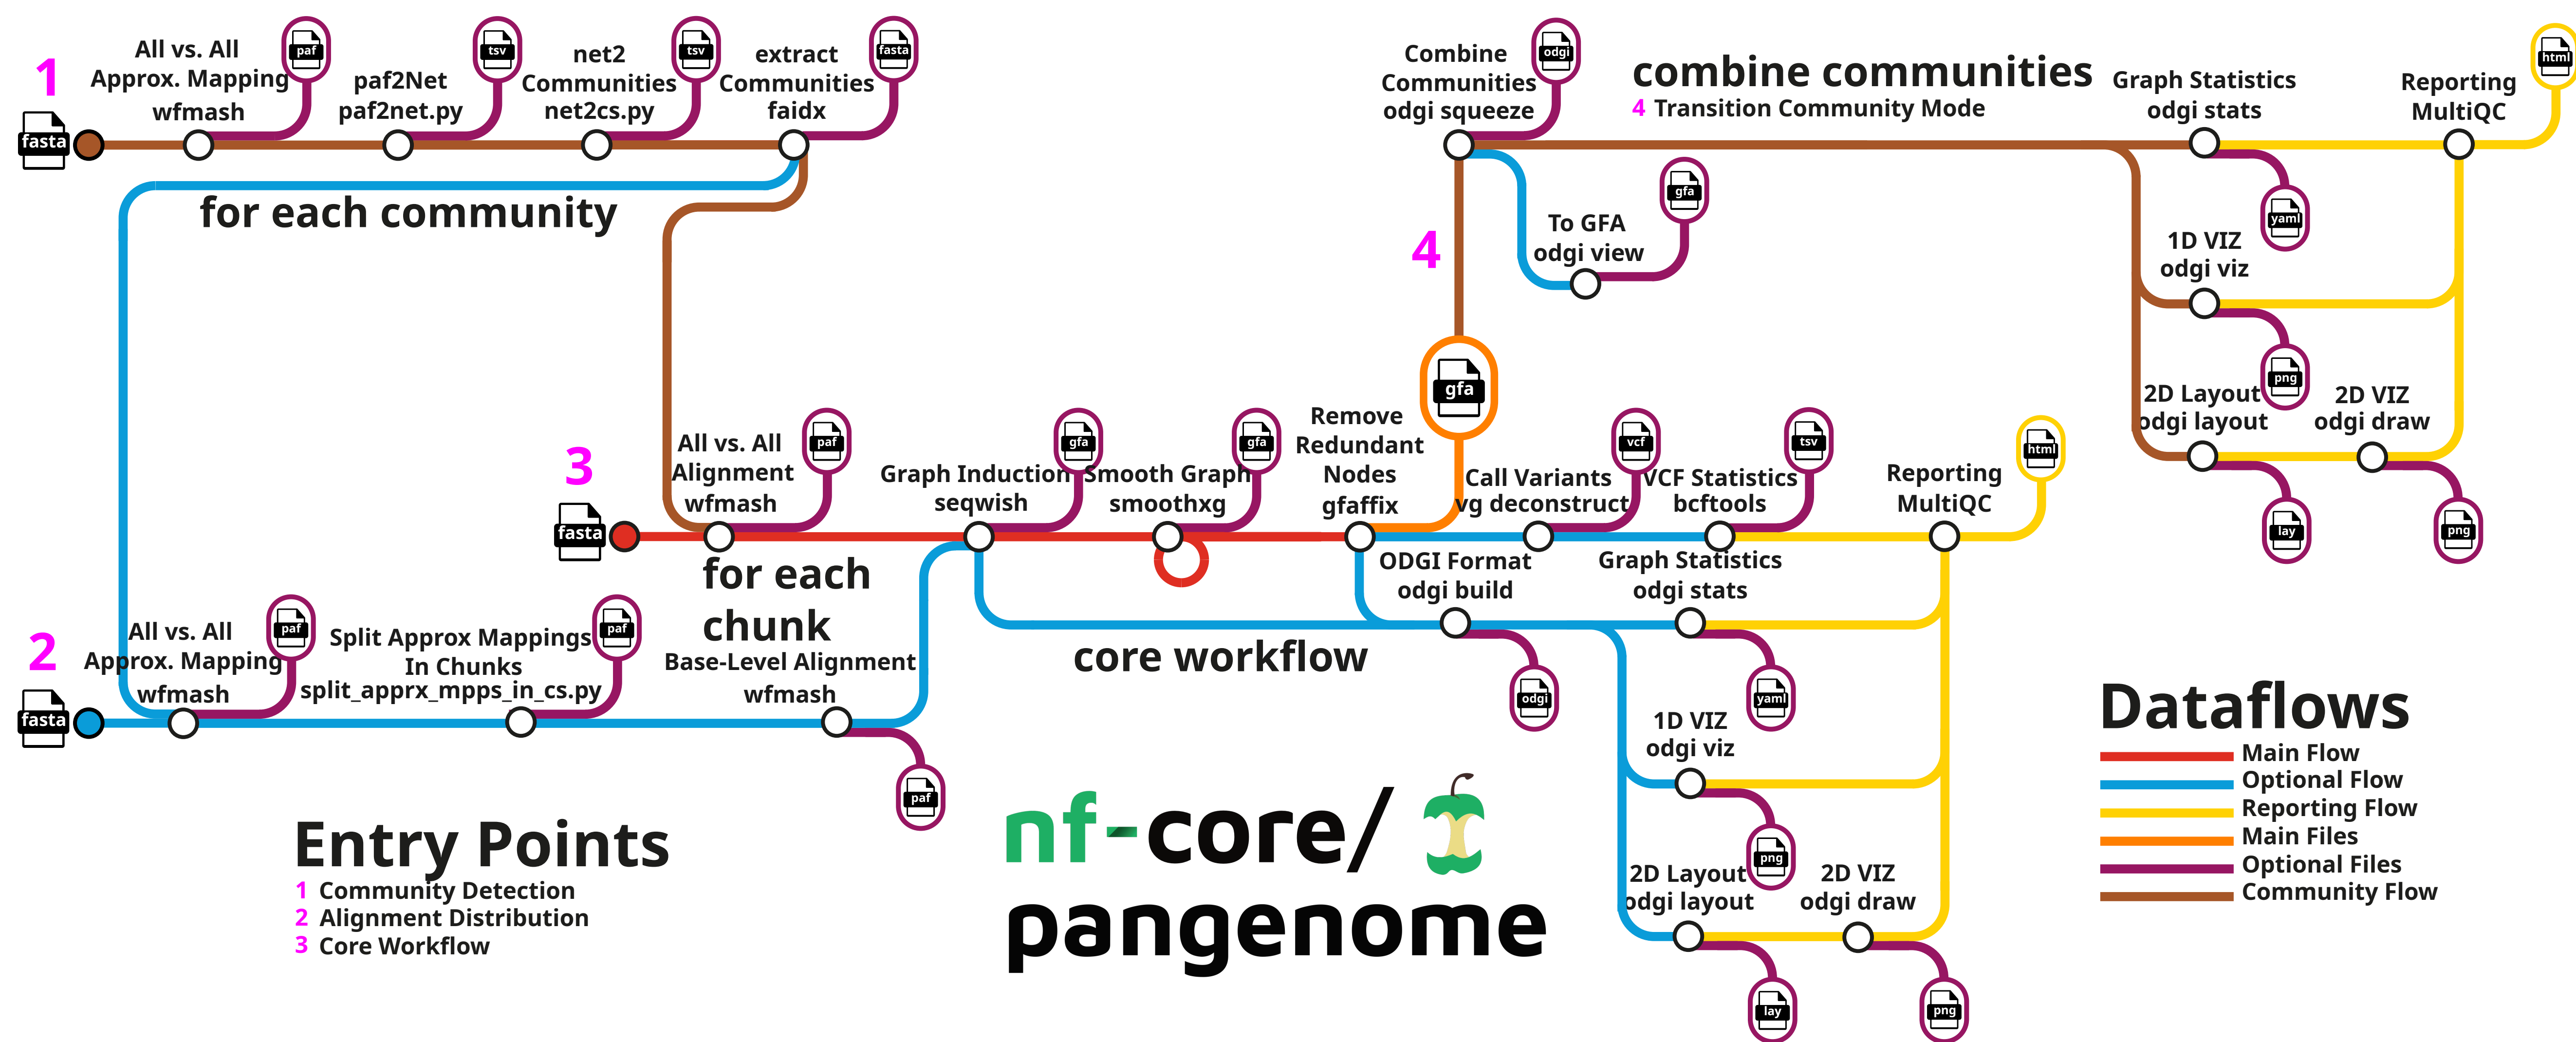 1
fasta
All vs. All
Approx. Mapping
wfmash
paf
paf2Net
paf2net.py
tsv
net2
Communities
net2cs.py
tsv
extract
Communities
faidx
fasta
for each community
Combine
Communities
odgi squeeze
odgi
combine communities
4 Transition Community Mode
Graph Statistics
odgi stats
yaml
Reporting
MultiQC
html
4
To GFA
odgi view
gfa
1D VIZ
odgi viz
png
2D Layout
odgi layout
lay
2D VIZ
odgi draw
png
gfa
3
fasta
All vs. All
Alignment
wfmash
paf
Graph Induction
seqwish
gfa
Smooth Graph
smoothxg
gfa
Remove
Redundant
Nodes
gfaffix
Call Variants
vg deconstruct
vcf
VCF Statistics
bcftools
tsv
Reporting
MultiQC
html
for each
chunk
core workflow
ODGI Format
odgi build
odgi
Graph Statistics
odgi stats
yaml
1D VIZ
odgi viz
png
2D Layout
odgi layout
lay
2D VIZ
odgi draw
png
2
fasta
All vs. All
Approx. Mapping
wfmash
paf
Split Approx Mappings
In Chunks
split_apprx_mpps_in_cs.py
paf
Base-Level Alignment
wfmash
paf
Entry Points
1 Community Detection
2 Alignment Distribution
3 Core Workflow
nf-core/
pangenome
Dataflows
Main Flow
Optional Flow
Reporting Flow
Main Files
Optional Files
Community Flow